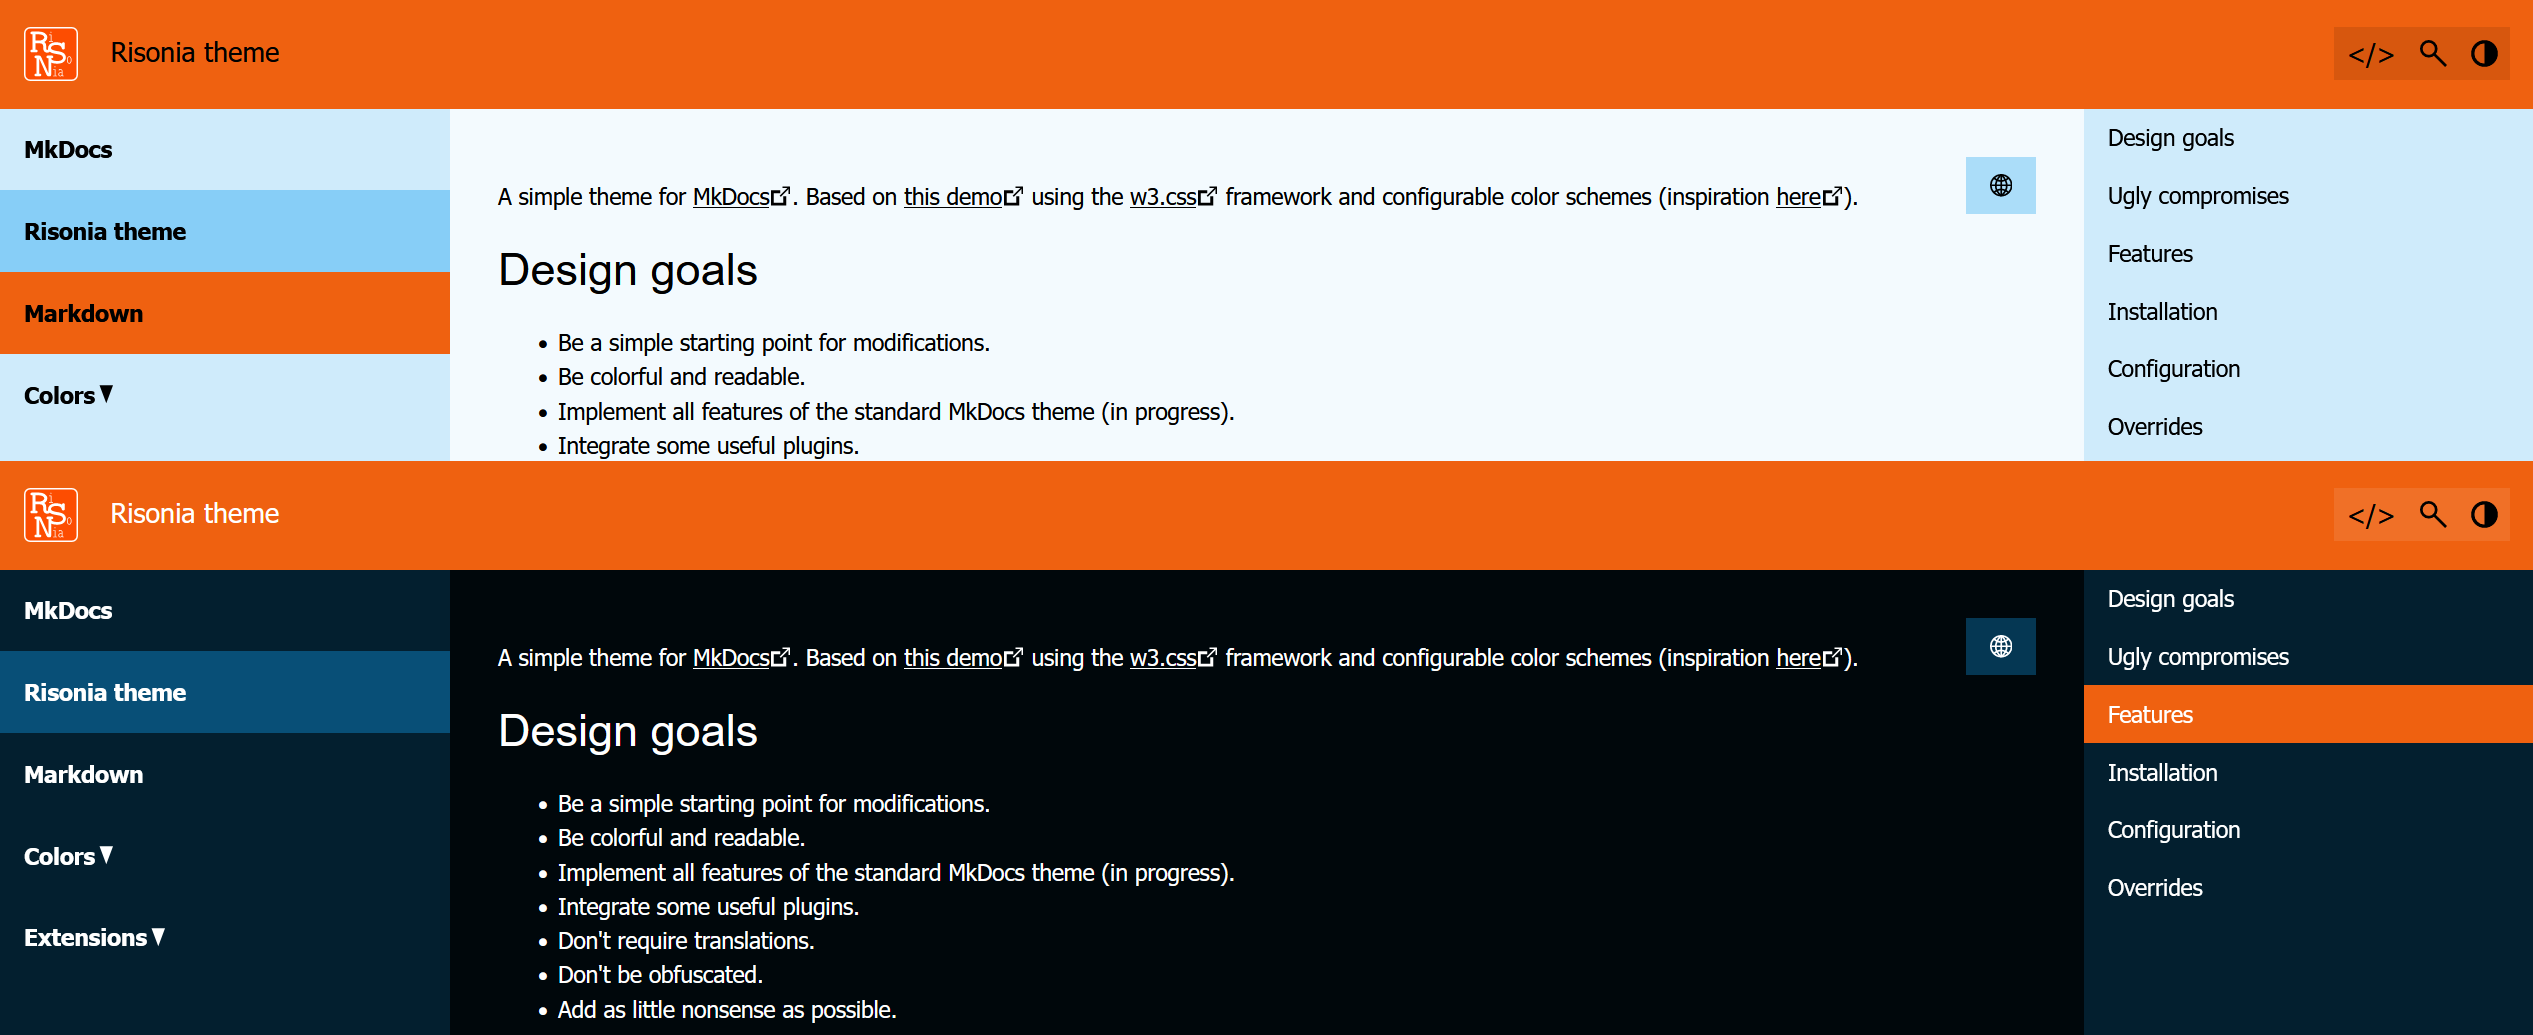 RiSoNia
Risonia theme
</>
MkDocs
Risonia theme
Markdown
Colors
A simple theme for MkDocs. Based on this demo using the w3.css framework and configurable color schemes (inspiration here).
Design goals
• Be a simple starting point for modifications.
• Be colorful and readable.
• Implement all features of the standard MkDocs theme (in progress).
• Integrate some useful plugins.
Design goals
Ugly compromises
Features
Installation
Configuration
Overrides
RiSoNia
Risonia theme
</>
MkDocs
Risonia theme
Markdown
Colors
Extensions
A simple theme for MkDocs. Based on this demo using the w3.css framework and configurable color schemes (inspiration here).
Design goals
• Be a simple starting point for modifications.
• Be colorful and readable.
• Implement all features of the standard MkDocs theme (in progress).
• Integrate some useful plugins.
• Don't require translations.
• Don't be obfuscated.
• Add as little nonsense as possible.
Design goals
Ugly compromises
Features
Installation
Configuration
Overrides